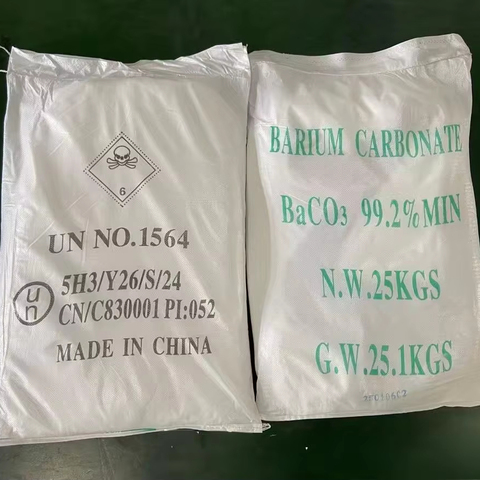 6
UN NO.1564
un
5H3/Y26/S/24
CN/C830001 PI:052
MADE IN CHINA
BARIUM CARBONATE
BaCO3 99.2%MIN
N.W.25KGS
G.W.25.1KGS